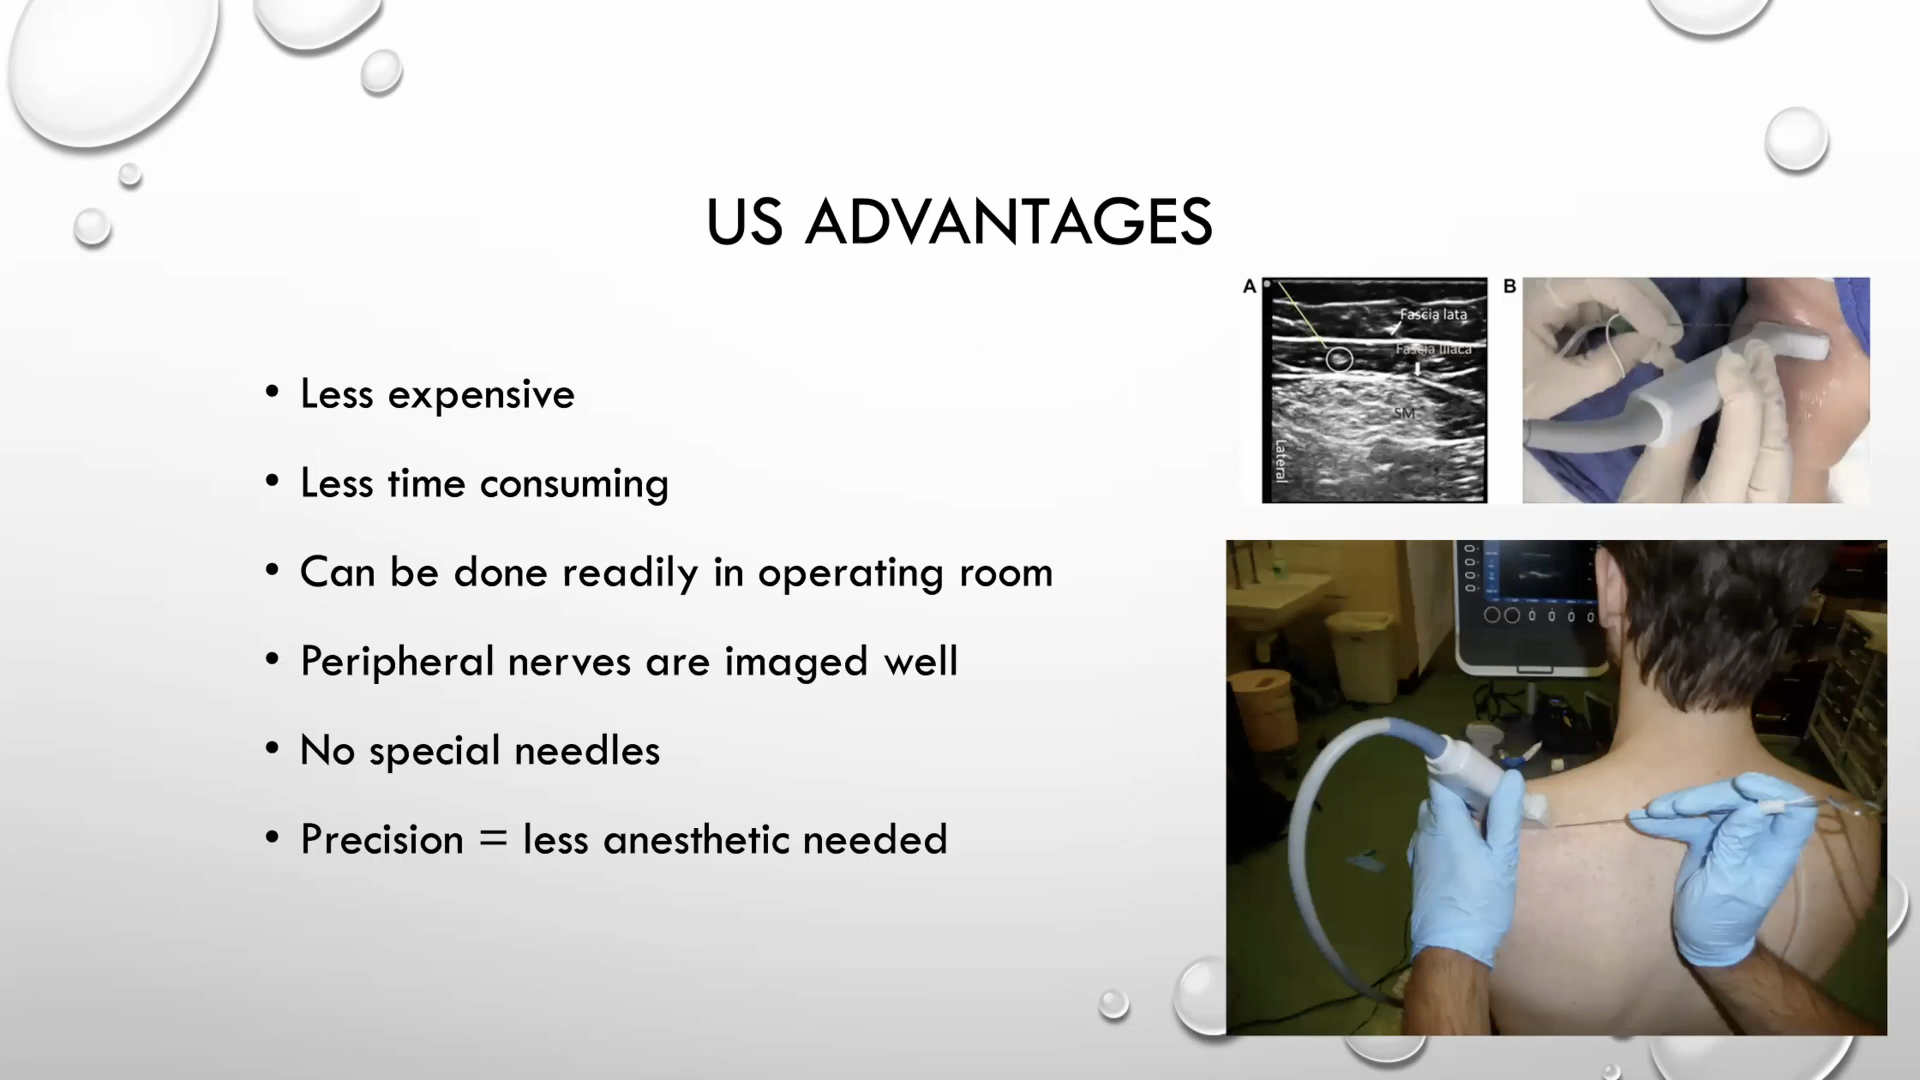 US ADVANTAGES
• Less expensive
• Less time consuming
• Can be done readily in operating room
• Peripheral nerves are imaged well
• No special needles
• Precision = less anesthetic needed
A
B
Fascia lata
Fascia Iliaca
SM
Lateral